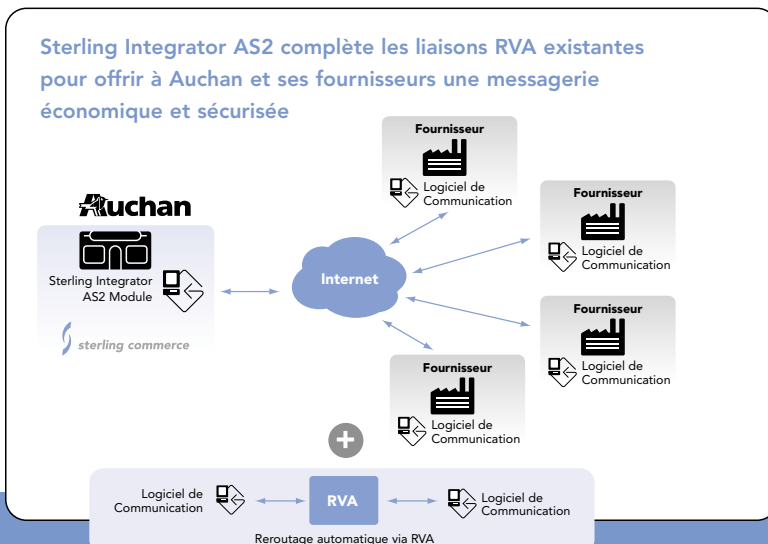 Sterling Integrator AS2 complète les liaisons RVA existantes
pour offrir à Auchan et ses fournisseurs une messagerie
économique et sécurisée
Auchan
Sterling Integrator
AS2 Module
sterling commerce
Internet
Fournisseur
Logiciel de
Communication
Fournisseur
Logiciel de
Communication
Fournisseur
Logiciel de
Communication
Fournisseur
Logiciel de
Communication
+
Logiciel de
Communication
RVA
Logiciel de
Communication
Reroutage automatique via RVA